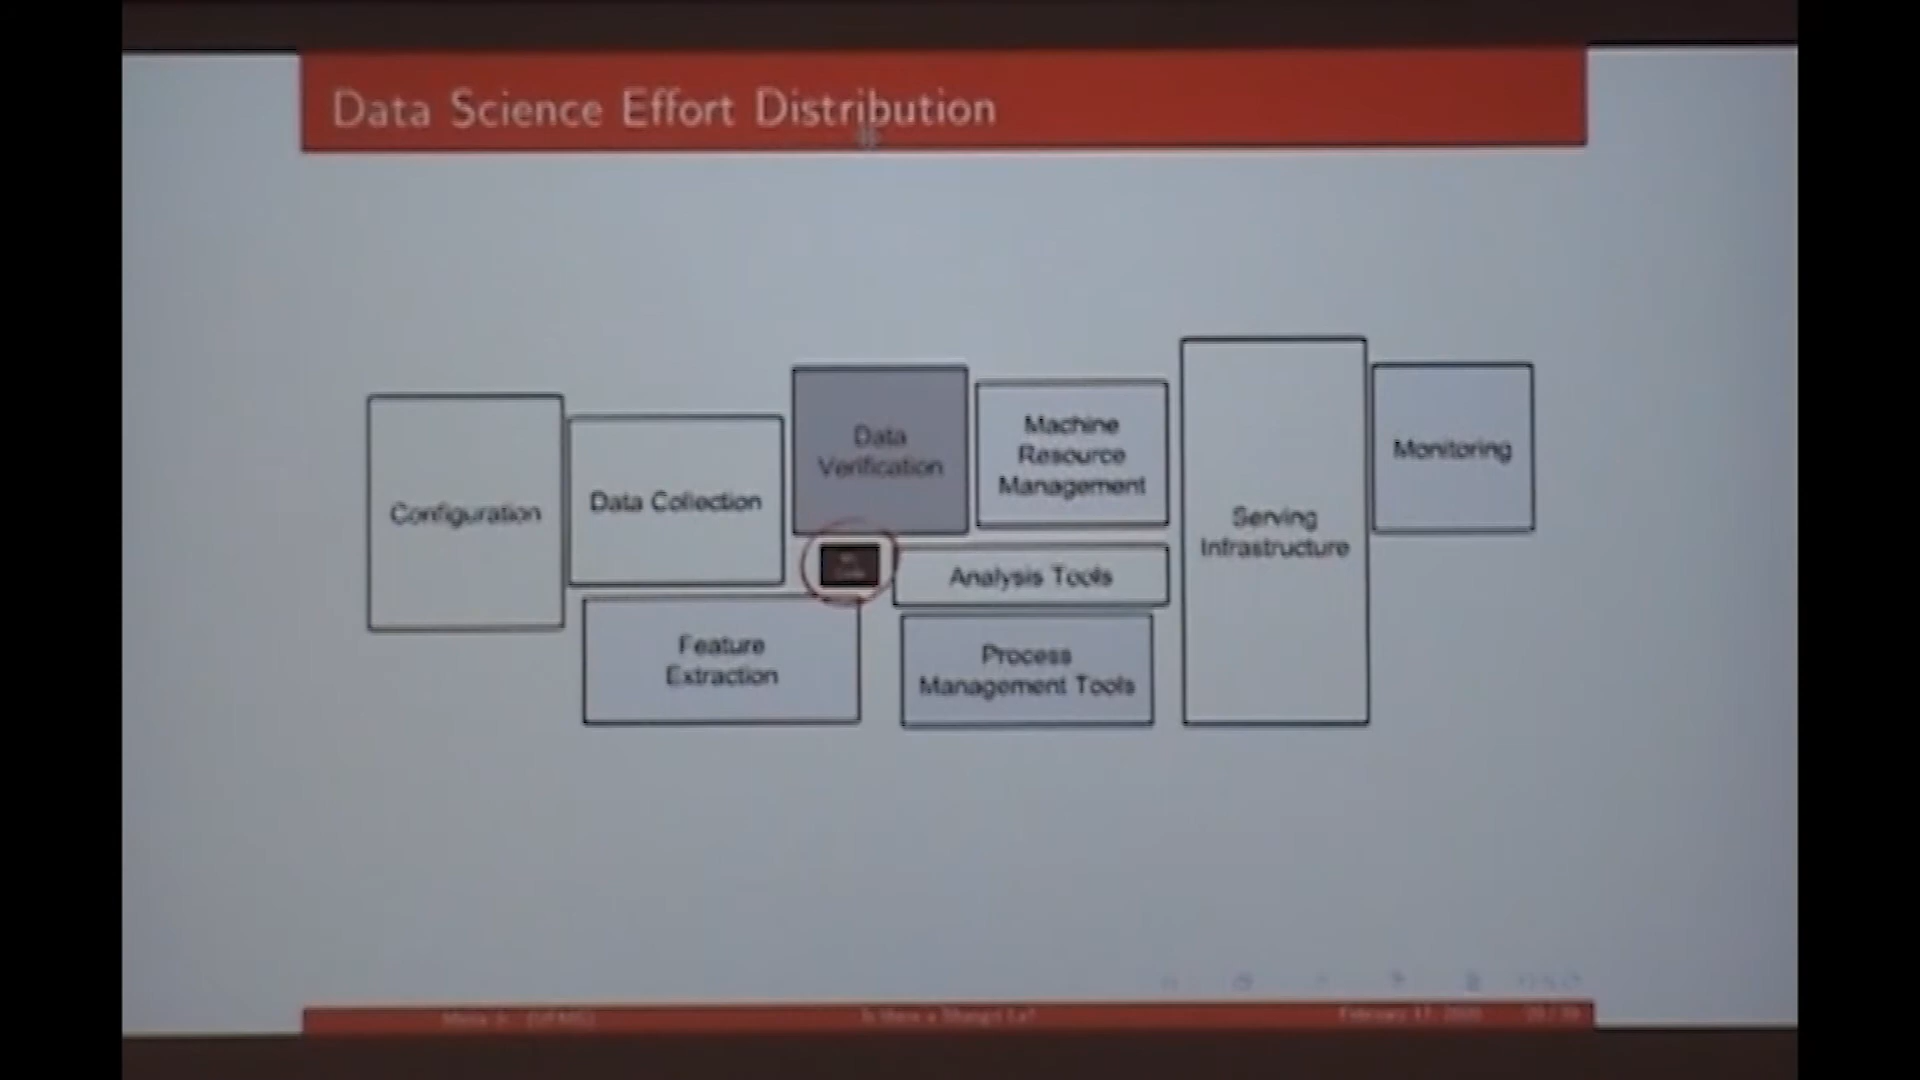 Data Science Effort Distribution
Configuration
Data Collection
Data
Verification
Machine
Resource
Management
Serving
Infrastructure
Monitoring
Analysis Tools
Feature
Extraction
Process
Management Tools